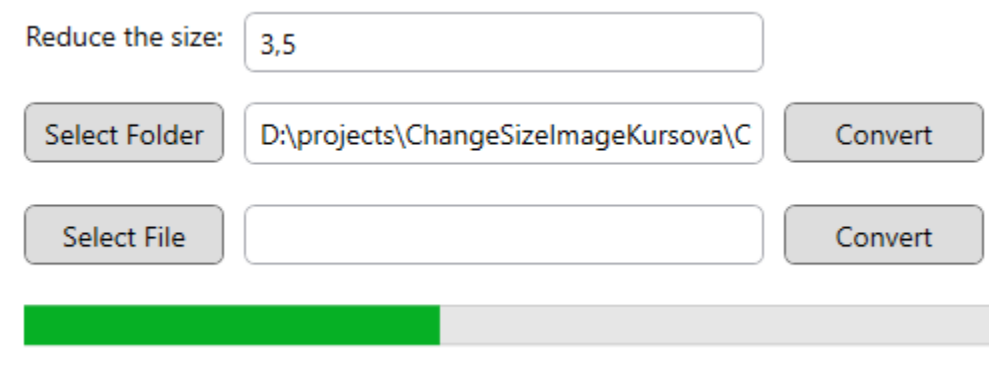 Reduce the size: 3,5
Select Folder D:\projects\ChangeSizeImageKursova\C Convert
Select File Convert